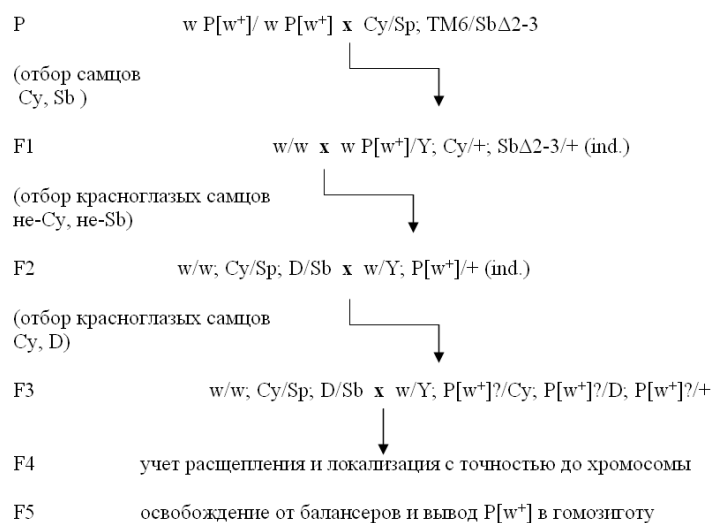 P w P[w⁺]/ w P[w⁺] x Cy/Sp; TM6/SbΔ2-3
(отбор самцов
Cy, Sb )
F1 w/w x w P[w⁺]/Y; Cy/+; SbΔ2-3/+ (ind.)
(отбор красноглазых самцов
не-Cy, не-Sb)
F2 w/w; Cy/Sp; D/Sb x w/Y; P[w⁺]/+ (ind.)
(отбор красноглазых самцов
Cy, D)
F3 w/w; Cy/Sp; D/Sb x w/Y; P[w⁺]?/Cy; P[w⁺]?/D; P[w⁺]?/+
F4 учет расщепления и локализация с точностью до хромосомы
F5 освобождение от балансеров и вывод P[w⁺] в гомозиготу